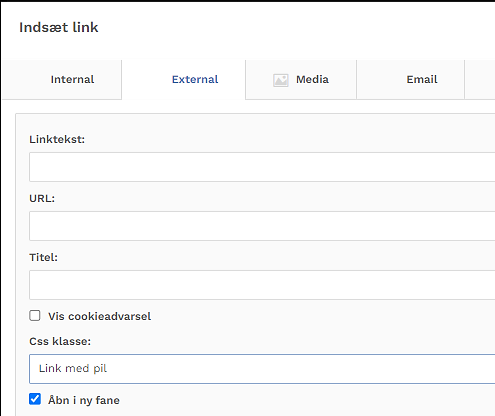 Indsæt link
Internal External Media Email
Linktekst:
URL:
Titel:
Vis cookieadvarsel
Css klasse:
Link med pil
Åbn i ny fane